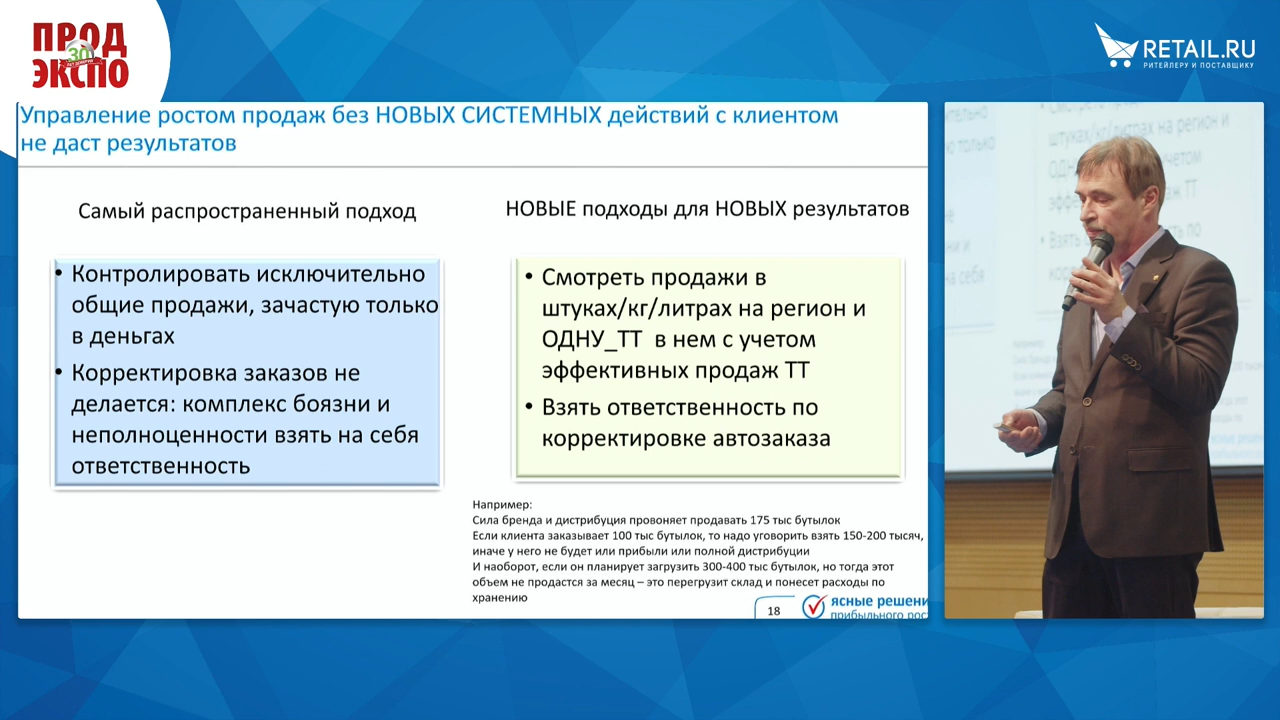 ПРОД
30
ЭКСПО
RETAIL.RU
РИТЕЙЛЕРУ И ПОСТАВЩИКУ
Управление ростом продаж без НОВЫХ СИСТЕМНЫХ действий с клиентом
не даст результатов
Самый распространенный подход
• Контролировать исключительно
общие продажи, зачастую только
в деньгах
• Корректировка заказов не
делается: комплекс боязни и
неполноценности взять на себя
ответственность
НОВЫЕ подходы для НОВЫХ результатов
• Смотреть продажи в
штуках/кг/литрах на регион и
ОДНУ_ТТ в нем с учетом
эффективных продаж ТТ
• Взять ответственность по
корректировке автозаказа
Например:
Сила бренда и дистрибуция провоняет продавать 175 тыс бутылок
Если клиента заказывает 100 тыс бутылок, то надо уговорить взять 150-200 тысяч,
иначе у него не будет или прибыли или полной дистрибуции
И наоборот, если он планирует загрузить 300-400 тыс бутылок, но тогда этот
объем не продастся за месяц – это перегрузит склад и понесет расходы по
хранению
18
ясные решени
прибыльного рос